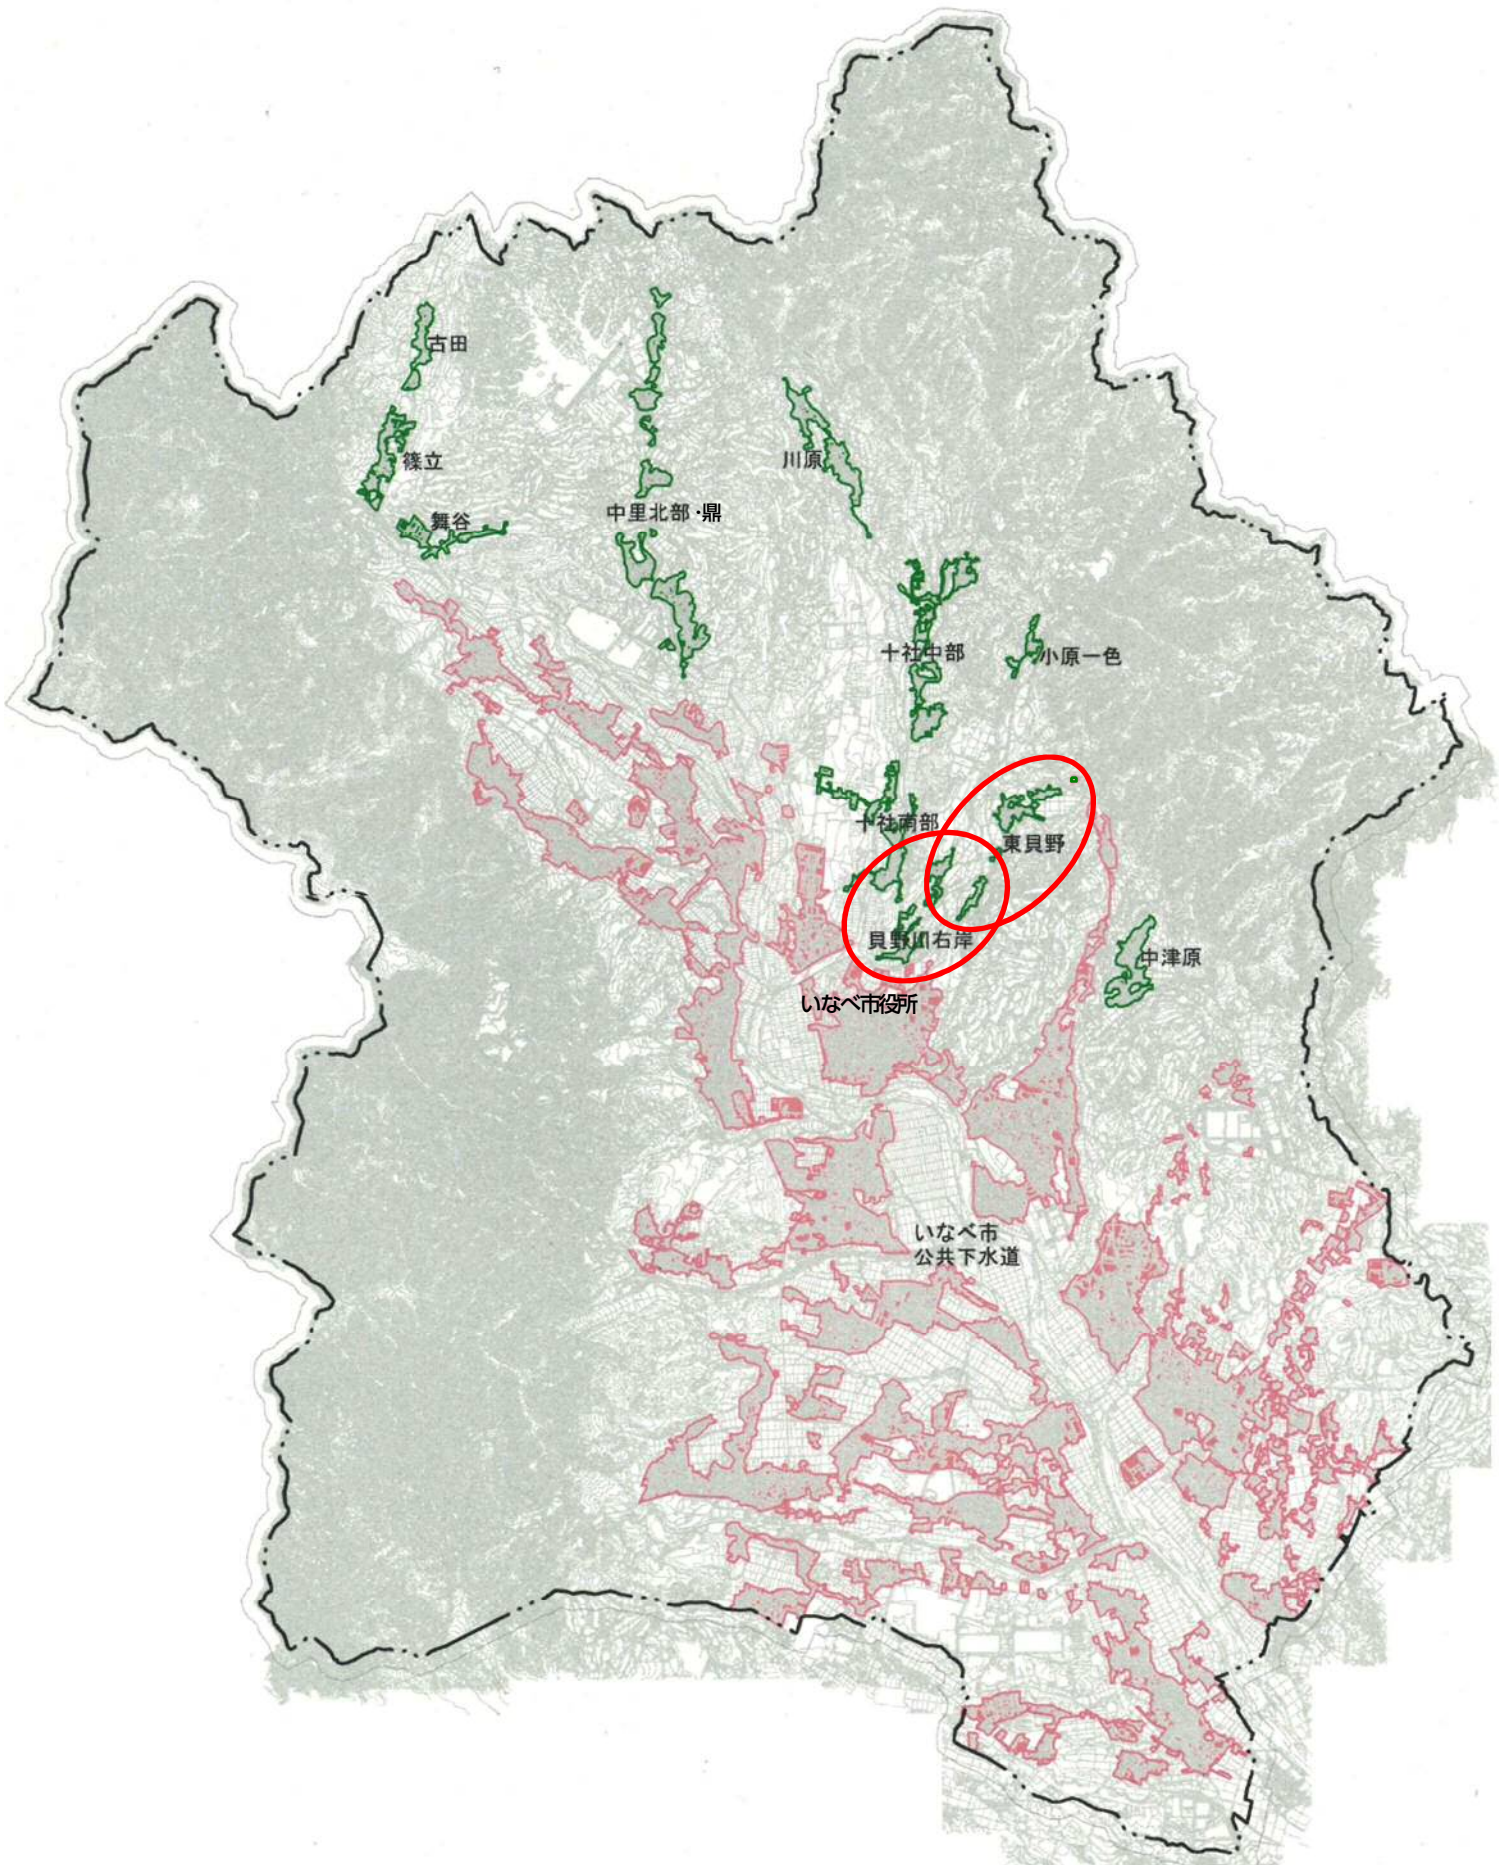 古田
篠立
川原
舞谷
中里北部・鼎
十社中部
小原一色
十社南部
東貝野
貝野川右岸
中津原
いなべ市役所
いなべ市
公共下水道